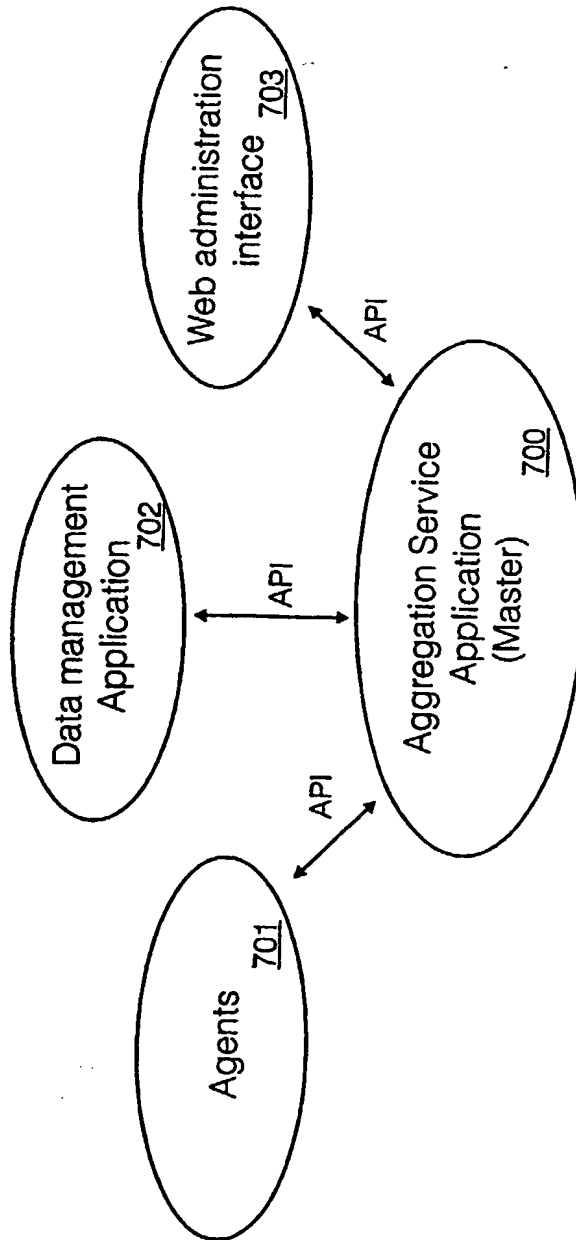 Data management
Application
702
Agents
701
Web administration
interface
703
API
API
API
Aggregation Service
Application
(Master)
700